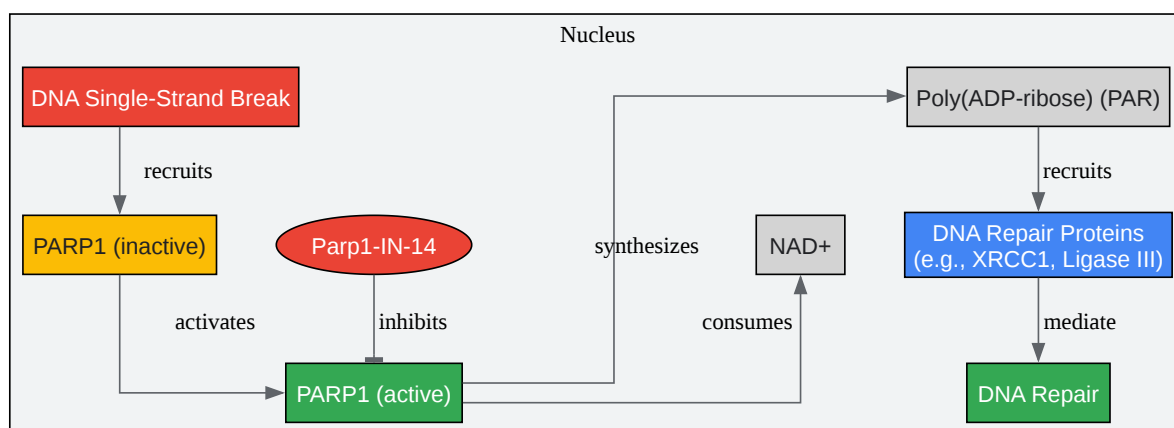 Nucleus
DNA Single-Strand Break
Poly(ADP-ribose) (PAR)
recruits
recruits
PARP1 (inactive)
Parp1-IN-14
synthesizes
NAD+
DNA Repair Proteins
(e.g., XRCC1, Ligase III)
activates
inhibits
consumes
mediate
PARP1 (active)
DNA Repair